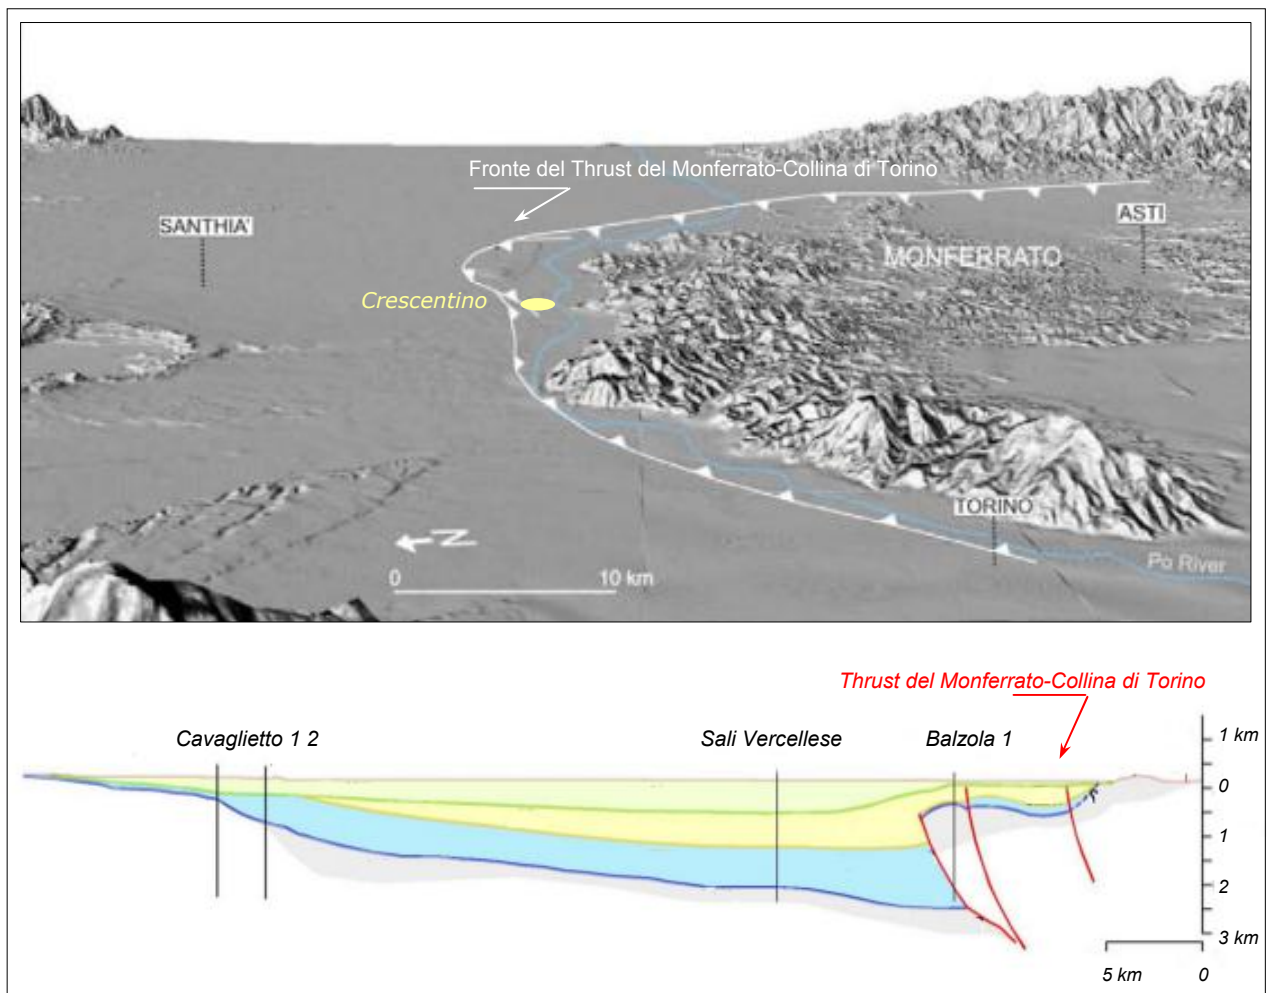 Fronte del Thrust del Monferrato-Collina di Torino
SANTHIA'
ASTI
MONFERRATO
Crescentino
TORINO
N
0 10 km
Po River
Thrust del Monferrato-Collina di Torino
Cavaglietto 1 2
Sali Vercellese
Balzola 1
1 km
0
1
2
3 km
5 km 0